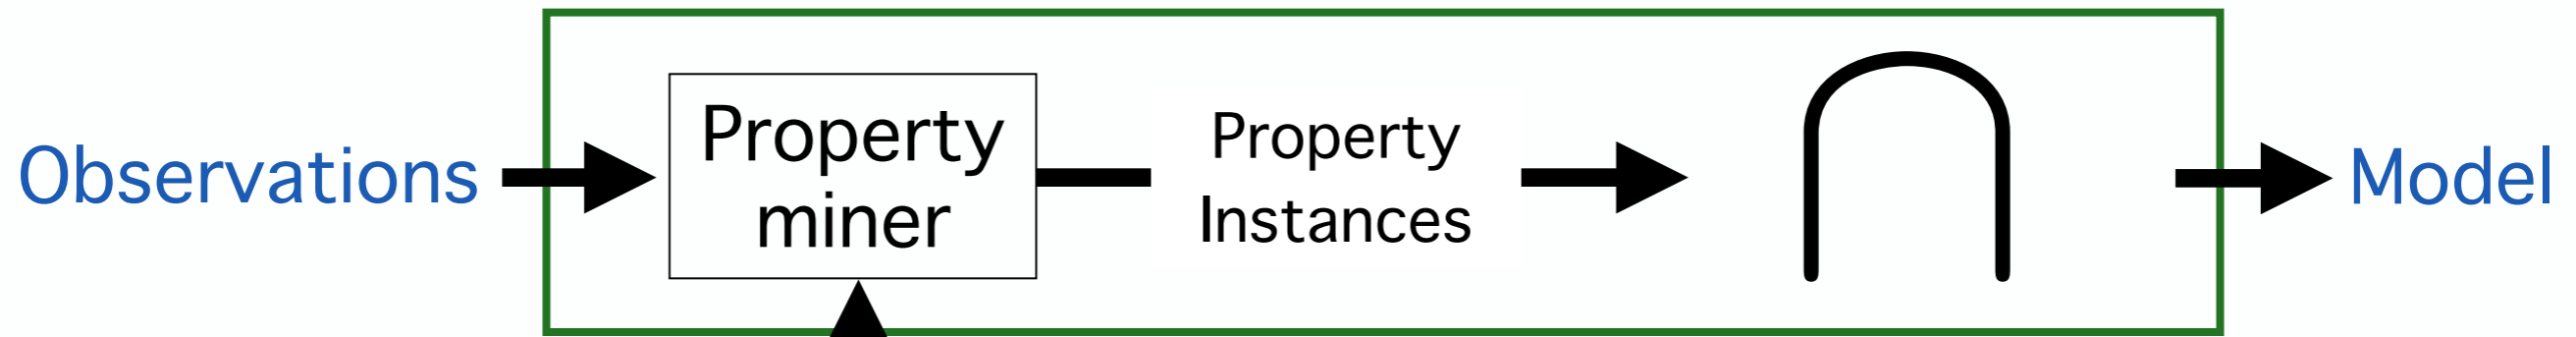 Observations
Property
miner
Property
Instances
∩
Model